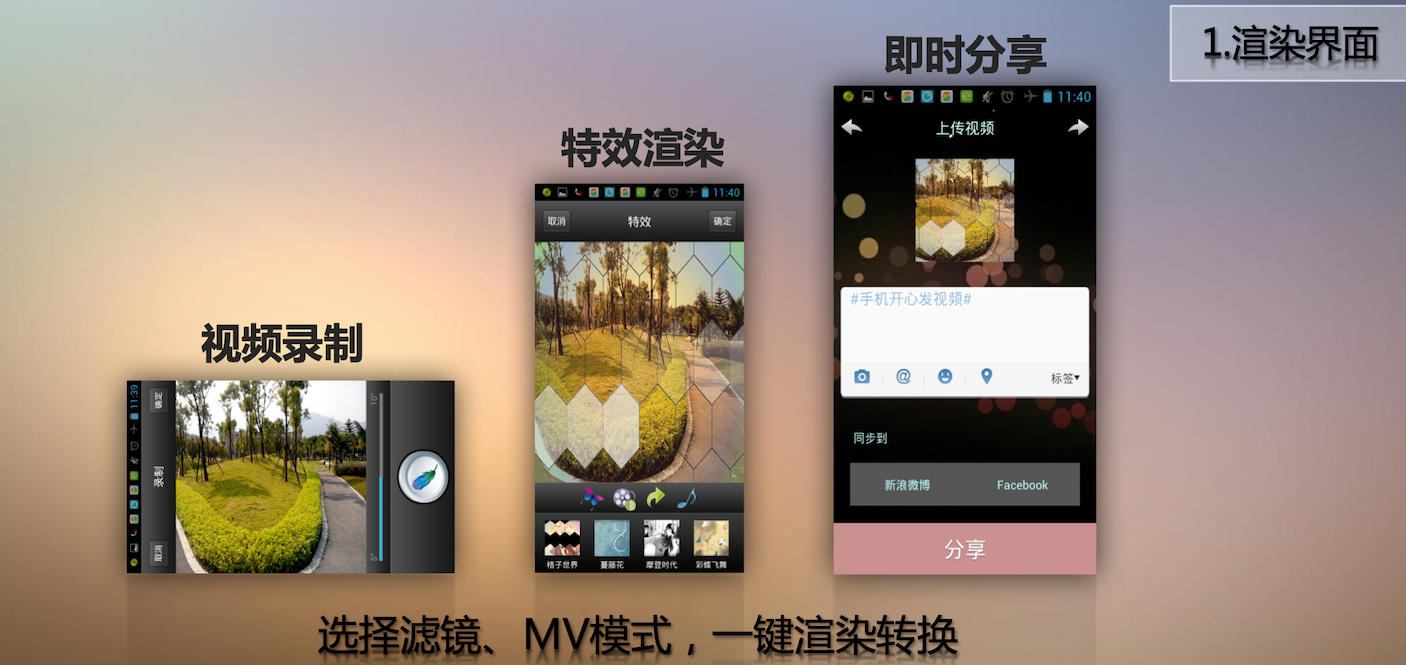 1.渲染界面
视频录制
11:39
取消
录制
确定
5"
10"
特效渲染
11:40
取消
特效
确定
格子世界
蔓藤花
摩登时代
彩蝶飞舞
即时分享
11:40
上传视频
#手机开心发视频#
@
标签▾
同步到
新浪微博
Facebook
分享
选择滤镜、MV模式，一键渲染转换